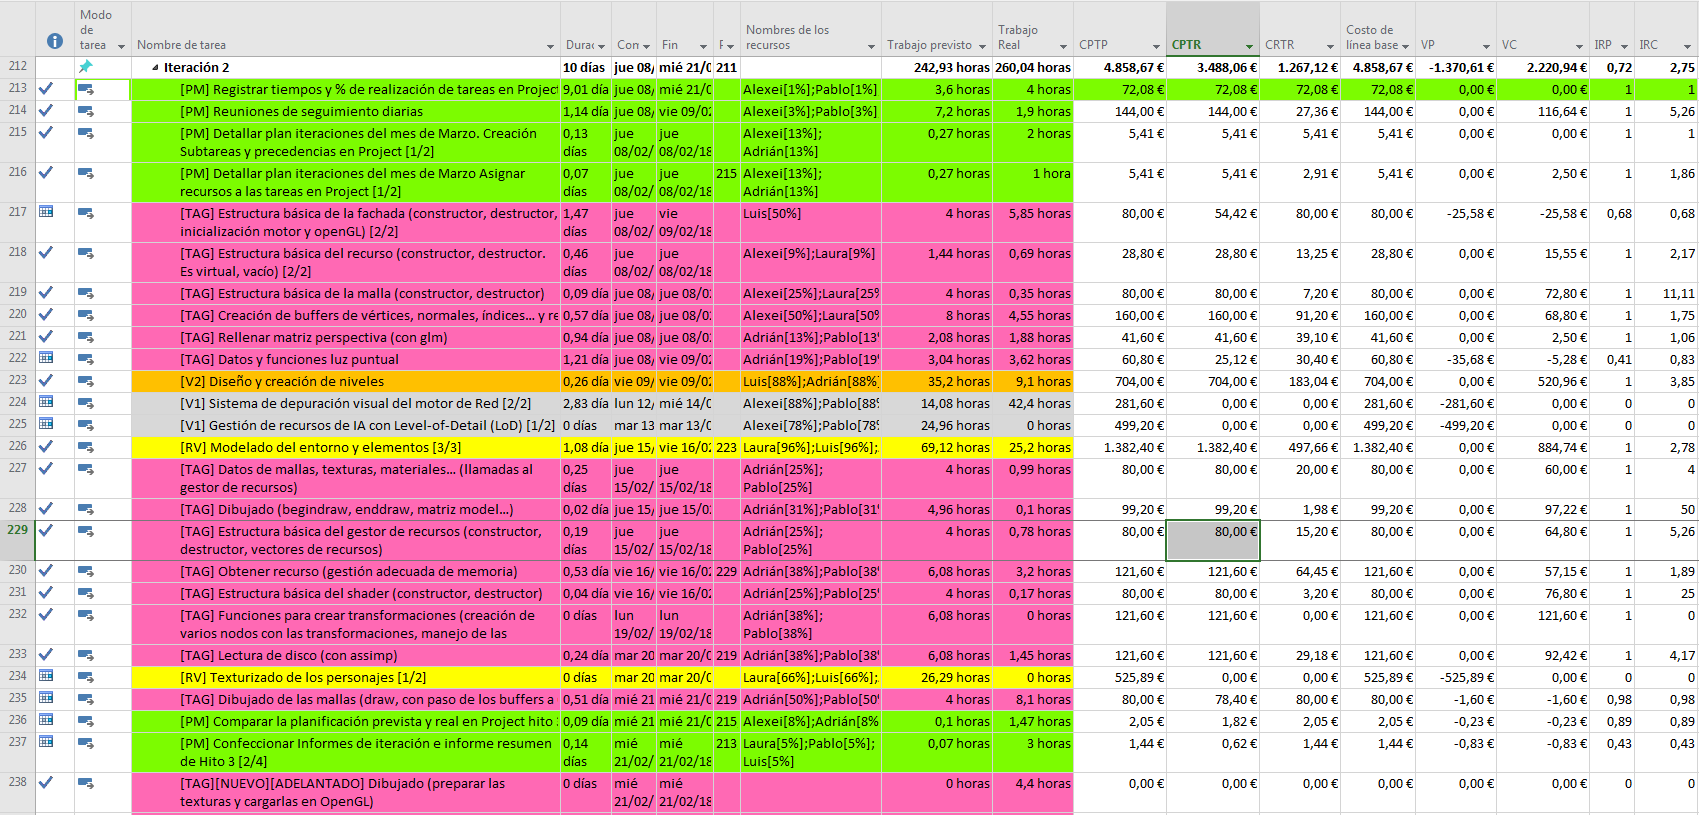 Modo de tarea Nombre de tarea Durac Con Fin F Nombres de los recursos Trabajo previsto Trabajo Real CPTP CPTR CRTR Costo de línea base VP VC IRP IRC
212 Iteración 2 10 días jue 08/ mié 21/0 211 242,93 horas 260,04 horas 4.858,67 € 3.488,06 € 1.267,12 € 4.858,67 € -1.370,61 € 2.220,94 € 0,72 2,75
213 [PM] Registrar tiempos y % de realización de tareas en Project 9,01 día jue 08/ mié 21/0 Alexei[1%];Pablo[1%] 3,6 horas 4 horas 72,08 € 72,08 € 72,08 € 72,08 € 0,00 € 0,00 € 1 1
214 [PM] Reuniones de seguimiento diarias 1,14 día jue 08/ vie 09/02 Alexei[3%];Pablo[3%] 7,2 horas 1,9 horas 144,00 € 144,00 € 27,36 € 144,00 € 0,00 € 116,64 € 1 5,26
215 [PM] Detallar plan iteraciones del mes de Marzo. Creación 0,13 jue jue Alexei[13%]; 0,27 horas 2 horas 5,41 € 5,41 € 5,41 € 5,41 € 0,00 € 0,00 € 1 1
Subtareas y precedencias en Project [1/2] días 08/02/ 08/02/18 Adrián[13%]
216 [PM] Detallar plan iteraciones del mes de Marzo Asignar 0,07 jue jue 215 Alexei[13%]; 0,27 horas 1 hora 5,41 € 5,41 € 2,91 € 5,41 € 0,00 € 2,50 € 1 1,86
recursos a las tareas en Project [1/2] días 08/02/ 08/02/18 Adrián[13%]
217 [TAG] Estructura básica de la fachada (constructor, destructor, 1,47 jue vie Luis[50%] 4 horas 5,85 horas 80,00 € 54,42 € 80,00 € 80,00 € -25,58 € -25,58 € 0,68 0,68
inicialización motor y openGL) [2/2] días 08/02/ 09/02/18
218 [TAG] Estructura básica del recurso (constructor, destructor. 0,46 jue jue Alexei[9%];Laura[9%] 1,44 horas 0,69 horas 28,80 € 28,80 € 13,25 € 28,80 € 0,00 € 15,55 € 1 2,17
Es virtual, vacío) [2/2] días 08/02/ 08/02/18
219 [TAG] Estructura básica de la malla (constructor, destructor) 0,09 día jue 08/ jue 08/0 Alexei[25%];Laura[25% 4 horas 0,35 horas 80,00 € 80,00 € 7,20 € 80,00 € 0,00 € 72,80 € 1 11,11
220 [TAG] Creación de buffers de vértices, normales, índices... y re 0,57 día jue 08/ jue 08/0 Alexei[50%];Laura[50% 8 horas 4,55 horas 160,00 € 160,00 € 91,20 € 160,00 € 0,00 € 68,80 € 1 1,75
221 [TAG] Rellenar matriz perspectiva (con glm) 0,94 día jue 08/ jue 08/0 Adrián[13%];Pablo[13% 2,08 horas 1,88 horas 41,60 € 41,60 € 39,10 € 41,60 € 0,00 € 2,50 € 1 1,06
222 [TAG] Datos y funciones luz puntual 1,21 día jue 08/ vie 09/02 Adrián[19%];Pablo[19% 3,04 horas 3,62 horas 60,80 € 25,12 € 30,40 € 60,80 € -35,68 € -5,28 € 0,41 0,83
223 [V2] Diseño y creación de niveles 0,26 día vie 09/ vie 09/02 Luis[88%];Adrián[88%] 35,2 horas 9,1 horas 704,00 € 704,00 € 183,04 € 704,00 € 0,00 € 520,96 € 1 3,85
224 [V1] Sistema de depuración visual del motor de Red [2/2] 2,83 día lun 12/ mié 14/0 Alexei[88%];Pablo[88% 14,08 horas 42,4 horas 281,60 € 0,00 € 0,00 € 281,60 € -281,60 € 0,00 € 0 0
225 [V1] Gestión de recursos de IA con Level-of-Detail (LoD) [1/2] 0 días mar 13 mar 13/0 Alexei[78%];Pablo[78% 24,96 horas 0 horas 499,20 € 0,00 € 0,00 € 499,20 € -499,20 € 0,00 € 0 0
226 [RV] Modelado del entorno y elementos [3/3] 1,08 día jue 15/ vie 16/02 223 Laura[96%];Luis[96%]; 69,12 horas 25,2 horas 1.382,40 € 1.382,40 € 497,66 € 1.382,40 € 0,00 € 884,74 € 1 2,78
227 [TAG] Datos de mallas, texturas, materiales... (llamadas al 0,25 jue jue Adrián[25%]; 4 horas 0,99 horas 80,00 € 80,00 € 20,00 € 80,00 € 0,00 € 60,00 € 1 4
gestor de recursos) días 15/02/ 15/02/18 Pablo[25%]
228 [TAG] Dibujado (begindraw, enddraw, matriz model...) 0,02 día jue 15/ jue 15/0 Adrián[31%];Pablo[31% 4,96 horas 0,1 horas 99,20 € 99,20 € 1,98 € 99,20 € 0,00 € 97,22 € 1 50
229 [TAG] Estructura básica del gestor de recursos (constructor, 0,19 jue jue Adrián[25%]; 4 horas 0,78 horas 80,00 € 80,00 € 15,20 € 80,00 € 0,00 € 64,80 € 1 5,26
destructor, vectores de recursos) días 15/02/ 15/02/18 Pablo[25%]
230 [TAG] Obtener recurso (gestión adecuada de memoria) 0,53 día vie 16/ vie 16/02 229 Adrián[38%];Pablo[38% 6,08 horas 3,2 horas 121,60 € 121,60 € 64,45 € 121,60 € 0,00 € 57,15 € 1 1,89
231 [TAG] Estructura básica del shader (constructor, destructor) 0,04 día vie 16/ vie 16/02 Adrián[25%];Pablo[25% 4 horas 0,17 horas 80,00 € 80,00 € 3,20 € 80,00 € 0,00 € 76,80 € 1 25
232 [TAG] Funciones para crear transformaciones (creación de 0 días lun lun Adrián[38%]; 6,08 horas 0 horas 121,60 € 121,60 € 0,00 € 121,60 € 0,00 € 121,60 € 1 0
varios nodos con las transformaciones, manejo de las 19/02/ 19/02/18 Pablo[38%]
233 [TAG] Lectura de disco (con assimp) 0,24 día mar 20 mar 20/0 219 Adrián[38%];Pablo[38% 6,08 horas 1,45 horas 121,60 € 121,60 € 29,18 € 121,60 € 0,00 € 92,42 € 1 4,17
234 [RV] Texturizado de los personajes [1/2] 0 días mar 20 mar 20/0 Laura[66%];Luis[66%]; 26,29 horas 0 horas 525,89 € 0,00 € 0,00 € 525,89 € -525,89 € 0,00 € 0 0
235 [TAG] Dibujado de las mallas (draw, con paso de los buffers a 0,51 día mié 21 mié 21/0 219 Adrián[50%];Pablo[50% 4 horas 8,1 horas 80,00 € 78,40 € 80,00 € 80,00 € -1,60 € -1,60 € 0,98 0,98
236 [PM] Comparar la planificación prevista y real en Project hito 0,09 día mié 21 mié 21/0 215 Alexei[8%];Adrián[8% 0,1 horas 1,47 horas 2,05 € 1,82 € 2,05 € 2,05 € -0,23 € -0,23 € 0,89 0,89
237 [PM] Confeccionar Informes de iteración e informe resumen 0,14 mié mié 213 Laura[5%];Pablo[5%]; 0,07 horas 3 horas 1,44 € 0,62 € 1,44 € 1,44 € -0,83 € -0,83 € 0,43 0,43
de Hito 3 [2/4] días 21/02/ 21/02/18 Luis[5%]
238 [TAG][NUEVO][ADELANTADO] Dibujado (preparar las 0 días mié mié 0 horas 4,4 horas 0,00 € 0,00 € 0,00 € 0,00 € 0,00 € 0,00 € 0 0
texturas y cargarlas en OpenGL) 21/02/ 21/02/18